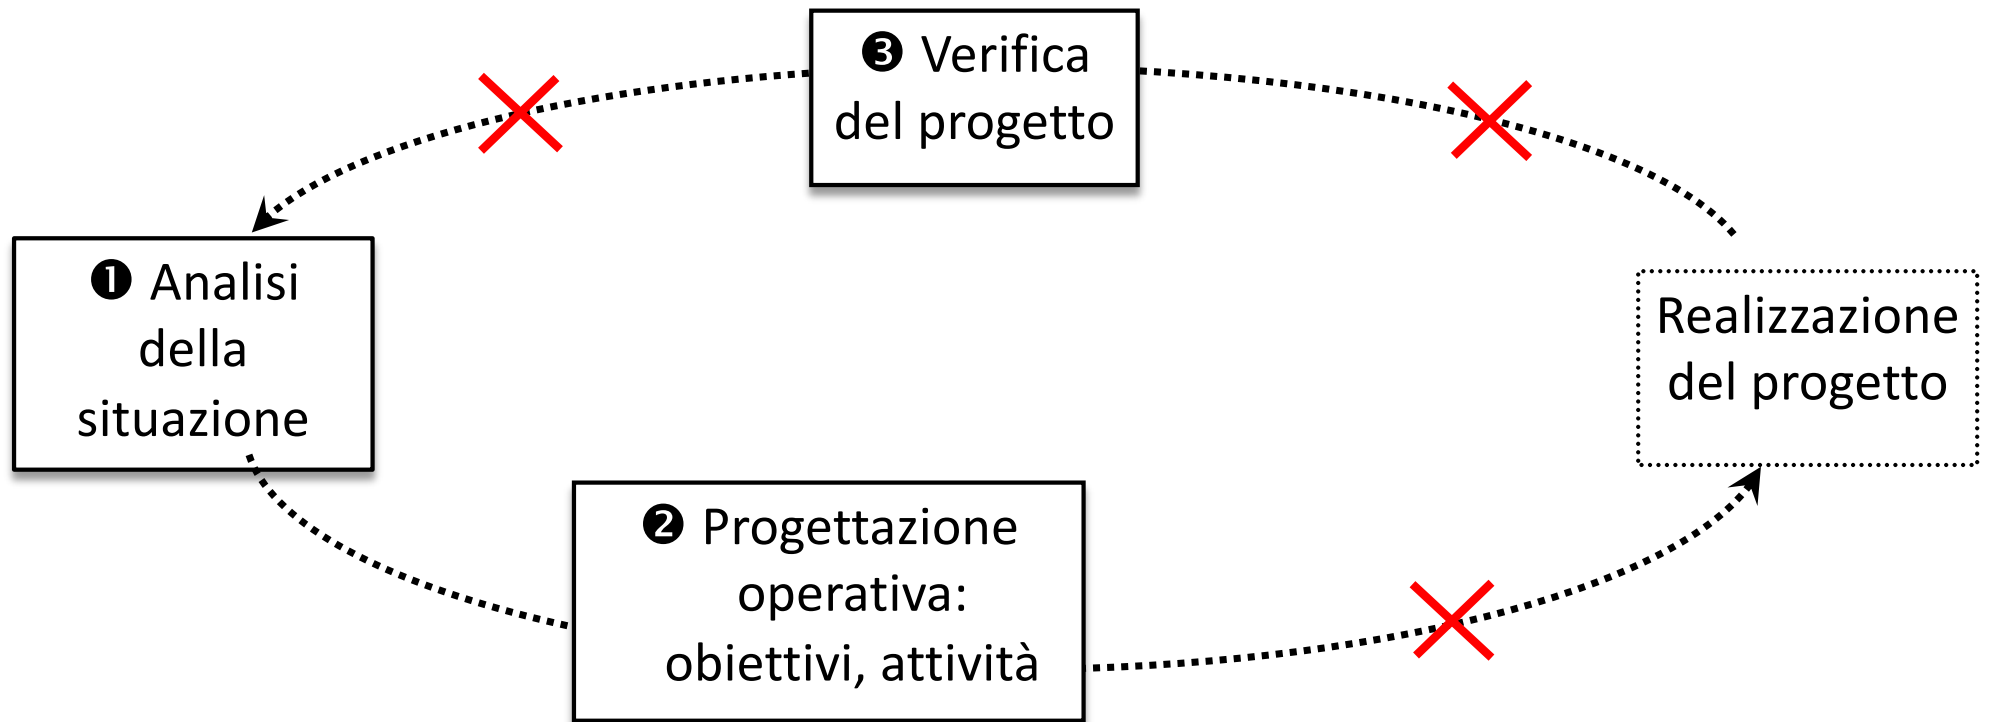 ❸ Verifica
del progetto
❶ Analisi
della
situazione
Realizzazione
del progetto
❷ Progettazione
operativa:
obiettivi, attività